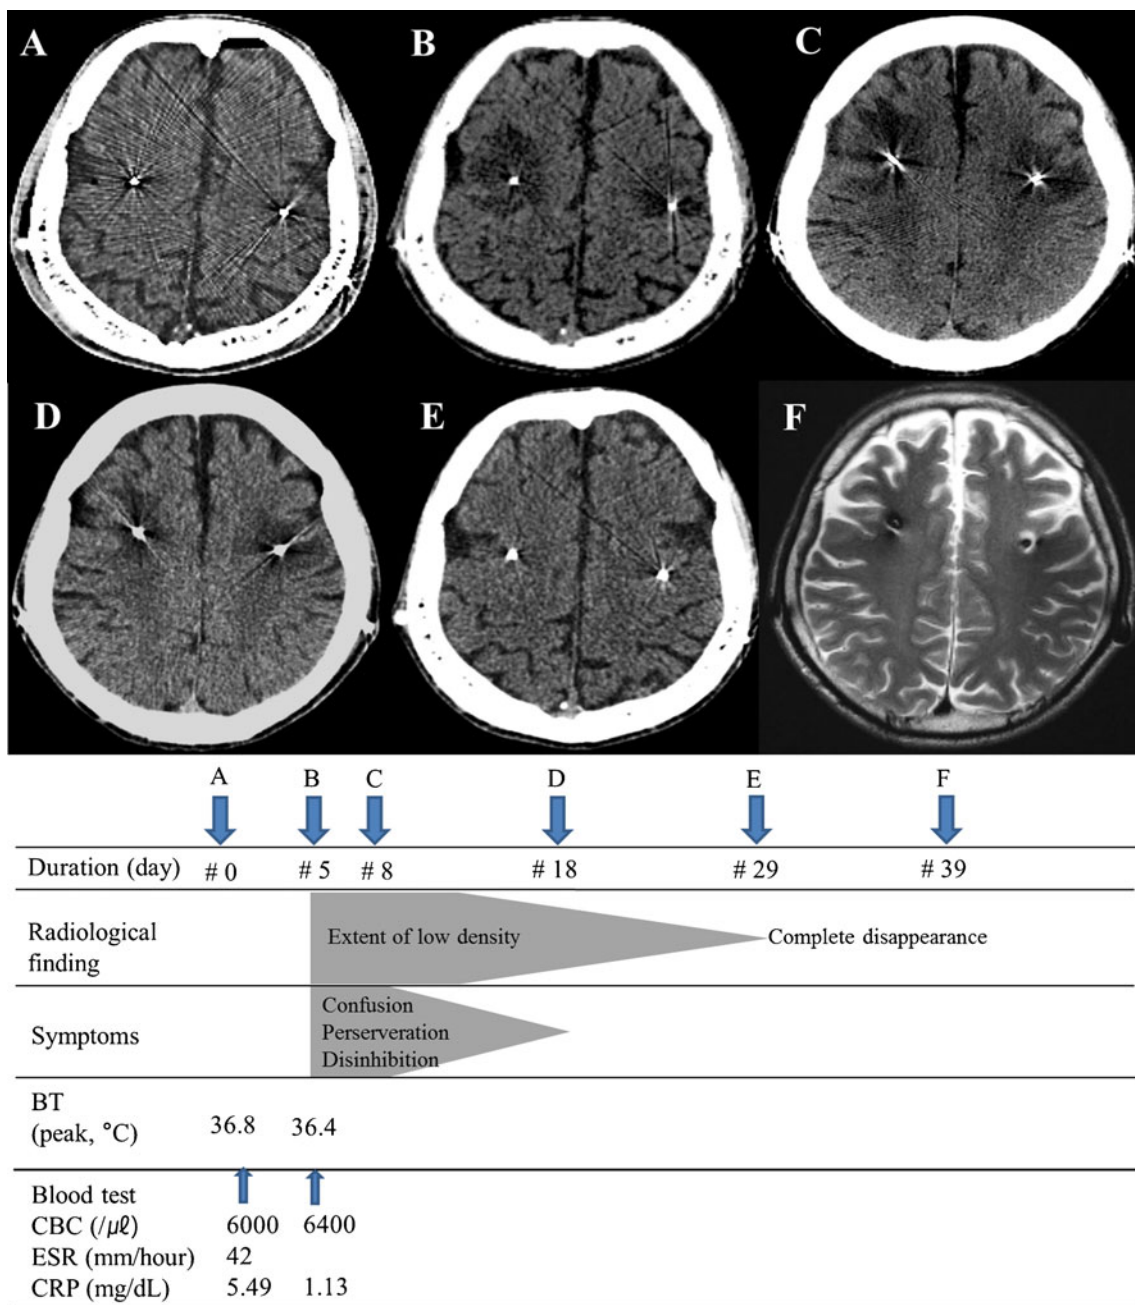 A B C
D E F
A B C D E F
Duration (day) # 0 # 5 # 8 # 18 # 29 # 39
Radiological
finding
Extent of low density Complete disappearance
Symptoms
Confusion
Perserveration
Disinhibition
BT
(peak, °C) 36.8 36.4
Blood test
CBC (/μℓ) 6000 6400
ESR (mm/hour) 42
CRP (mg/dL) 5.49 1.13